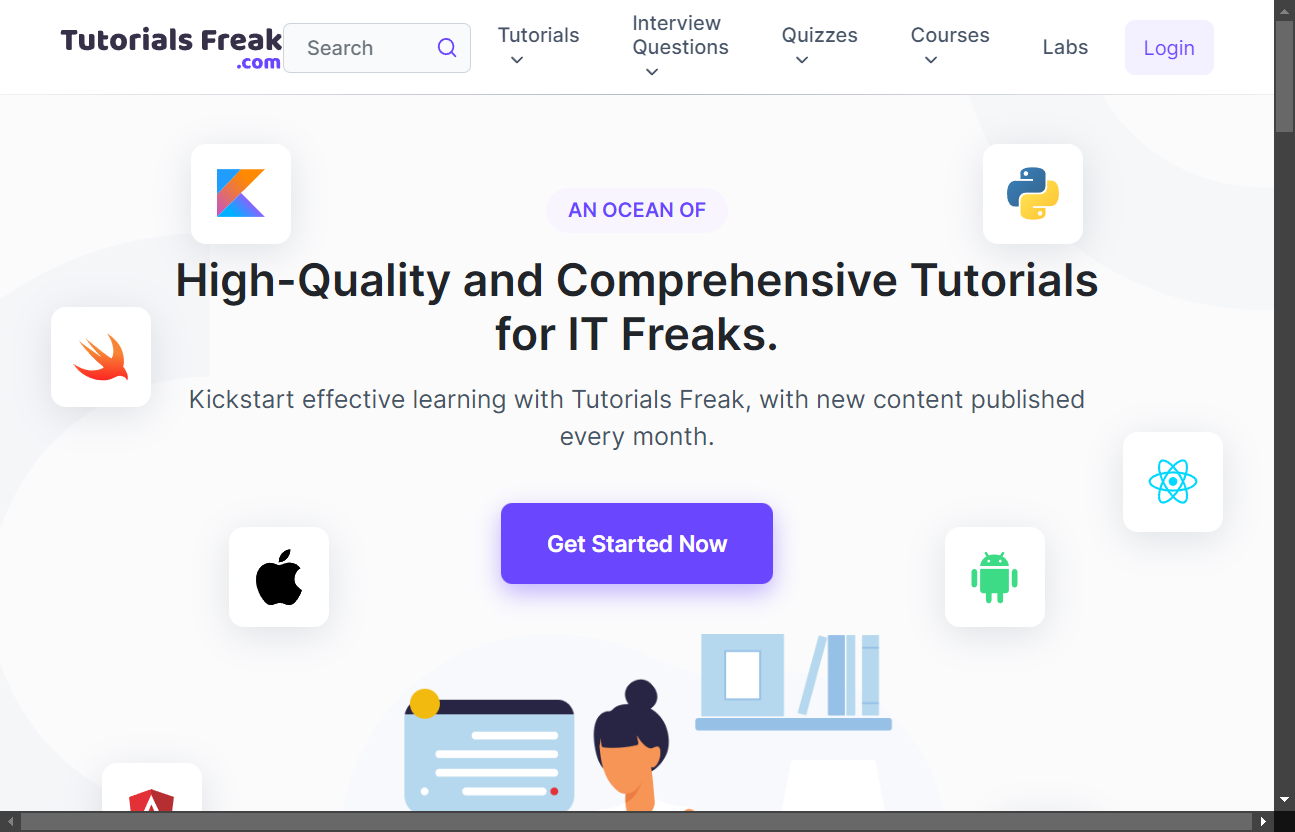 Tutorials Freak
.com
Search
Tutorials
Interview
Questions
Quizzes
Courses
Labs
Login
AN OCEAN OF
High-Quality and Comprehensive Tutorials
for IT Freaks.
Kickstart effective learning with Tutorials Freak, with new content published
every month.
Get Started Now